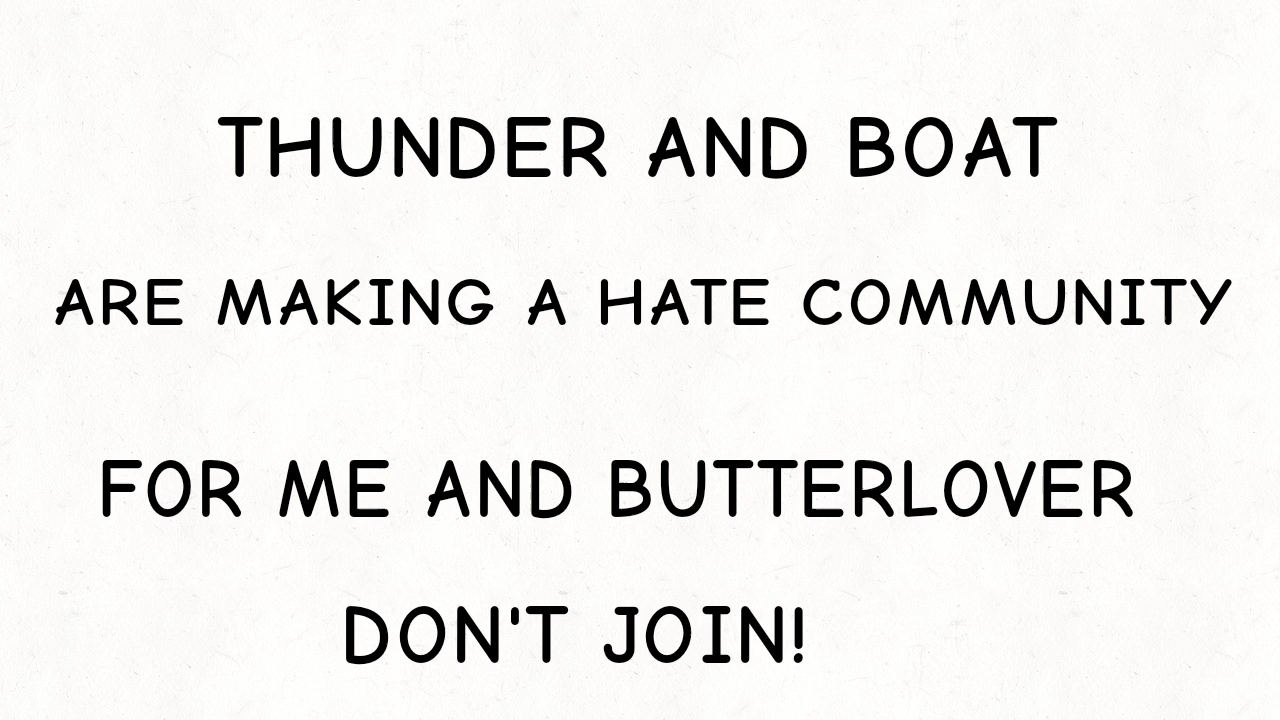 THUNDER AND BOAT
ARE MAKING A HATE COMMUNITY
FOR ME AND BUTTERLOVER
DON'T JOIN!